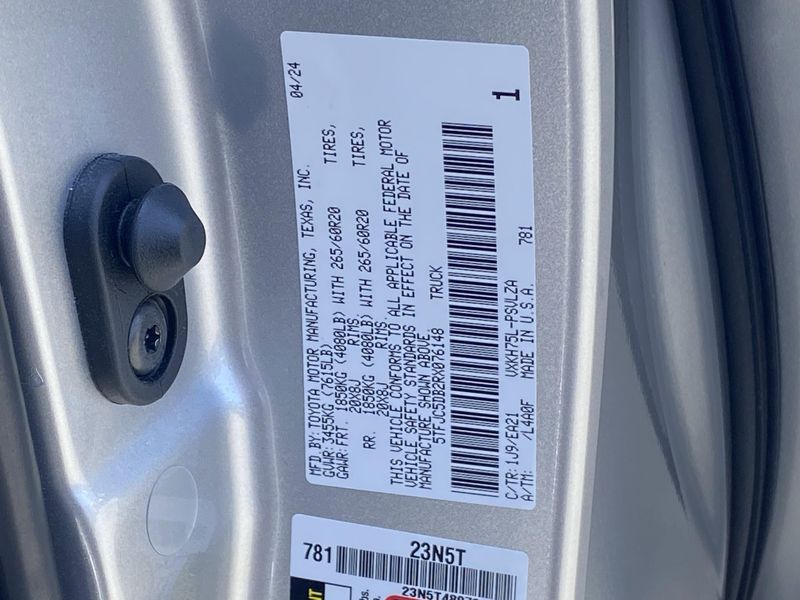 04/24
MFD.BY: TOYOTA MOTOR MANUFACTURING, TEXAS, INC.
GVWR: 3455KG (7615LB)
GAWR: FRT. 1850KG (4080LB) WITH 265/60R20 TIRES,
20X8J RIMS
RR. 1850KG (4080LB) WITH 265/60R20 TIRES,
20X8J RIMS
THIS VEHICLE CONFORMS TO ALL APPLICABLE FEDERAL MOTOR
VEHICLE SAFETY STANDARDS IN EFFECT ON THE DATE OF
MANUFACTURE SHOWN ABOVE.
5TFJC5DB2RX076148 TRUCK
1
C/TR: 1J9/EA21 VXKH75L-PSVLZA 781
A/TM: /L4A0F MADE IN U.S.A.
781 23N5T